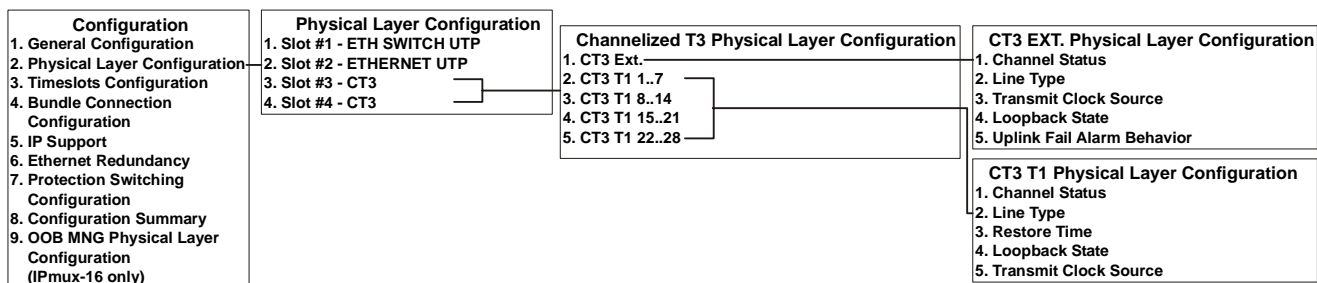 Configuration
1. General Configuration
2. Physical Layer Configuration
3. Timeslots Configuration
4. Bundle Connection
Configuration
5. IP Support
6. Ethernet Redundancy
7. Protection Switching
Configuration
8. Configuration Summary
9. OOB MNG Physical Layer
Configuration
(IPmux-16 only)
Physical Layer Configuration
1. Slot #1 - ETH SWITCH UTP
2. Slot #2 - ETHERNET UTP
3. Slot #3 - CT3
4. Slot #4 - CT3
Channelized T3 Physical Layer Configuration
1. CT3 Ext.
2. CT3 T1 1..7
3. CT3 T1 8..14
4. CT3 T1 15..21
5. CT3 T1 22..28
CT3 EXT. Physical Layer Configuration
1. Channel Status
2. Line Type
3. Transmit Clock Source
4. Loopback State
5. Uplink Fail Alarm Behavior
CT3 T1 Physical Layer Configuration
1. Channel Status
2. Line Type
3. Restore Time
4. Loopback State
5. Transmit Clock Source